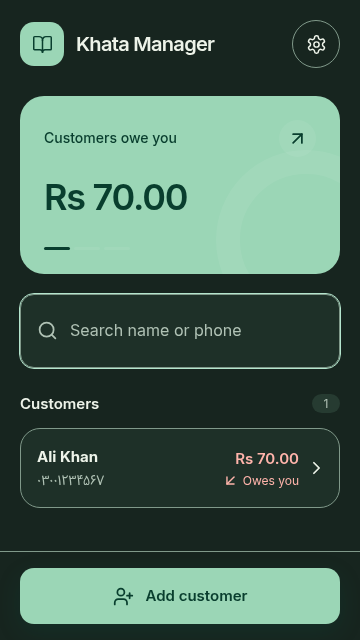 Khata Manager
Customers owe you
Rs 70.00
Search name or phone
Customers
1
Ali Khan
Rs 70.00
۰۳۰۰۱۲۳۴۵۶۷
Owes you
Add customer